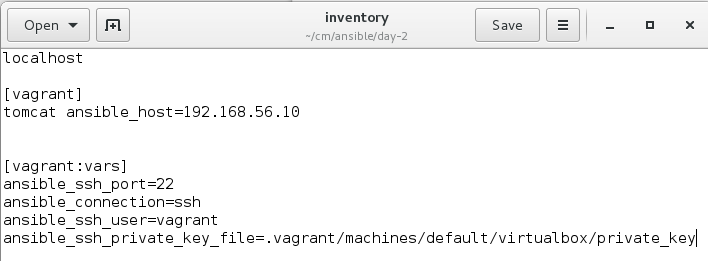 Open
inventory
~/cm/ansible/day-2
Save
localhost
[vagrant]
tomcat ansible_host=192.168.56.10
[vagrant:vars]
ansible_ssh_port=22
ansible_connection=ssh
ansible_ssh_user=vagrant
ansible_ssh_private_key_file=.vagrant/machines/default/virtualbox/private_key